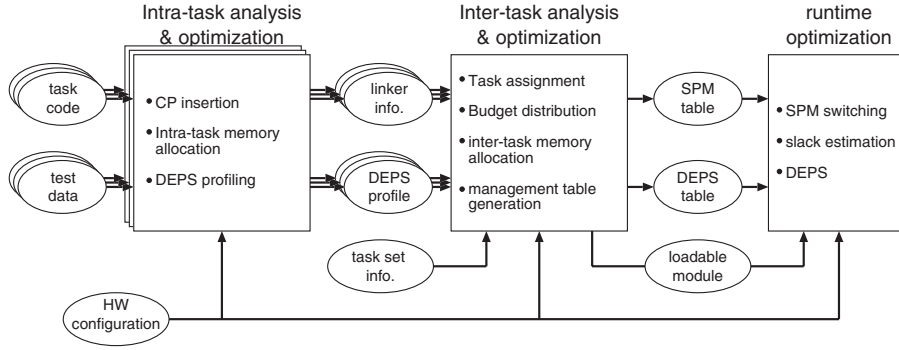 Intra-task analysis
& optimization
Inter-task analysis
& optimization
runtime
optimization
task
code
test
data
• CP insertion
• Intra-task memory
allocation
• DEPS profiling
linker
info.
DEPS
profile
• Task assignment
• Budget distribution
• inter-task memory
allocation
• management table
generation
SPM
table
DEPS
table
• SPM switching
• slack estimation
• DEPS
task set
info.
loadable
module
HW
configuration